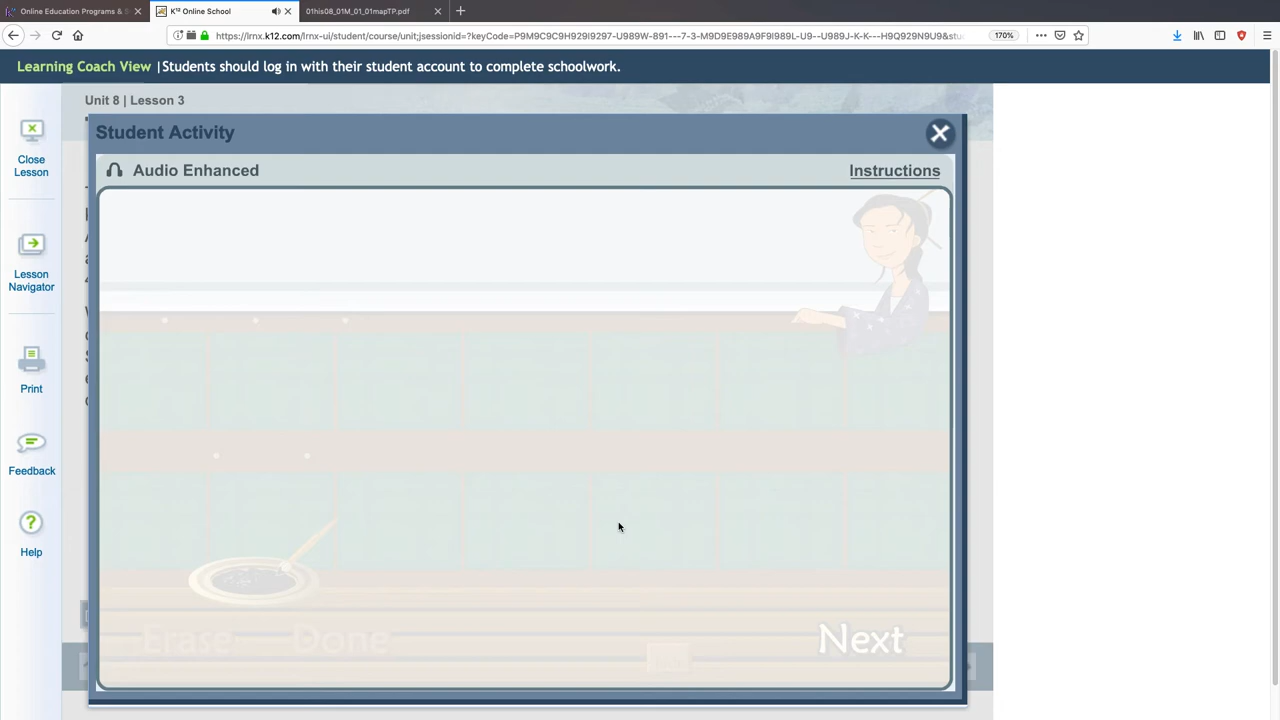 Online Education Programs & S
K¹² Online School
01his08_01M_01_01mapTP.pdf
https://lrnx.k12.com/lrnx-ui/student/course/unit;jsessionid=?keyCode=P9M9C9C9H929I9297-U989W-891---7-3-M9D9E989A9F9I989L-U9--U989J-K-K---H9Q929N9U9&stu
170%
Learning Coach View | Students should log in with their student account to complete schoolwork.
Unit 8 | Lesson 3
Student Activity
Audio Enhanced
Instructions
Close
Lesson
Lesson
Navigator
Print
Feedback
Help
Erase
Done
Next